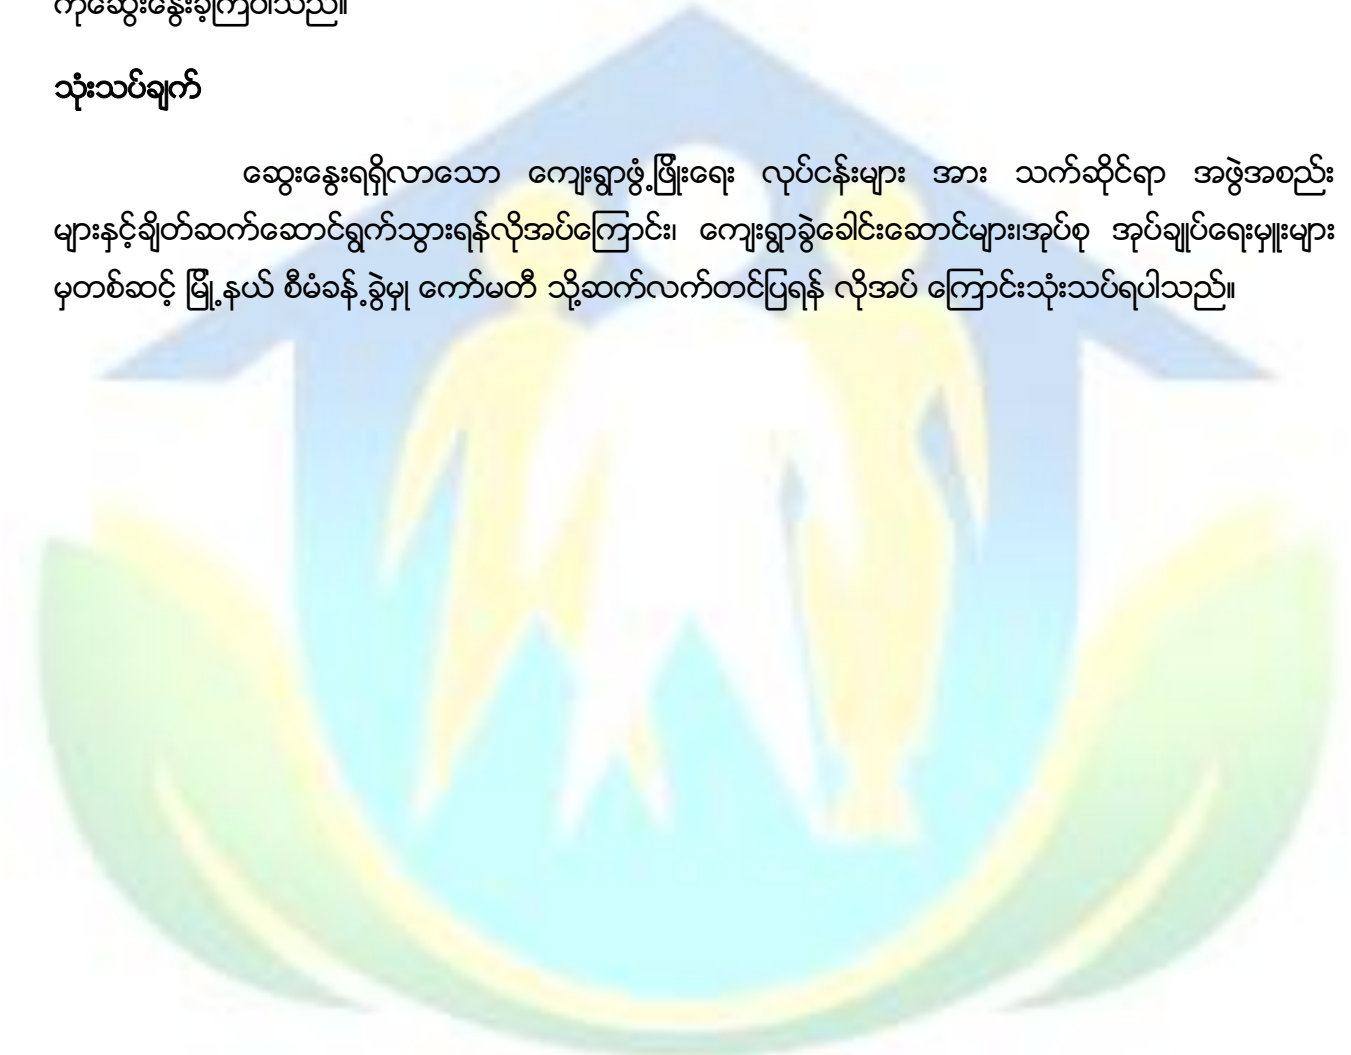 ကိုဆွေးနွေးခဲ့ကြပါသည်။
သုံးသပ်ချက်
ဆွေးနွေးရရှိလာသော ကျေးရွာဖွံ့ဖြိုးရေး လုပ်ငန်းများ အား သက်ဆိုင်ရာ အဖွဲအစည်း
များနှင့်ချိတ်ဆက်ဆောင်ရွက်သွားရန်လိုအပ်ကြောင်း၊ ကျေးရွာခွဲခေါင်းဆောင်များ၊အုပ်စု အုပ်ချုပ်ရေးမှူးများ
မှတစ်ဆင့် မြို့နယ် စီမံခန့်ခွဲမှု ကော်မတီ သို့ဆက်လက်တင်ပြရန် လိုအပ် ကြောင်းသုံးသပ်ရပါသည်။